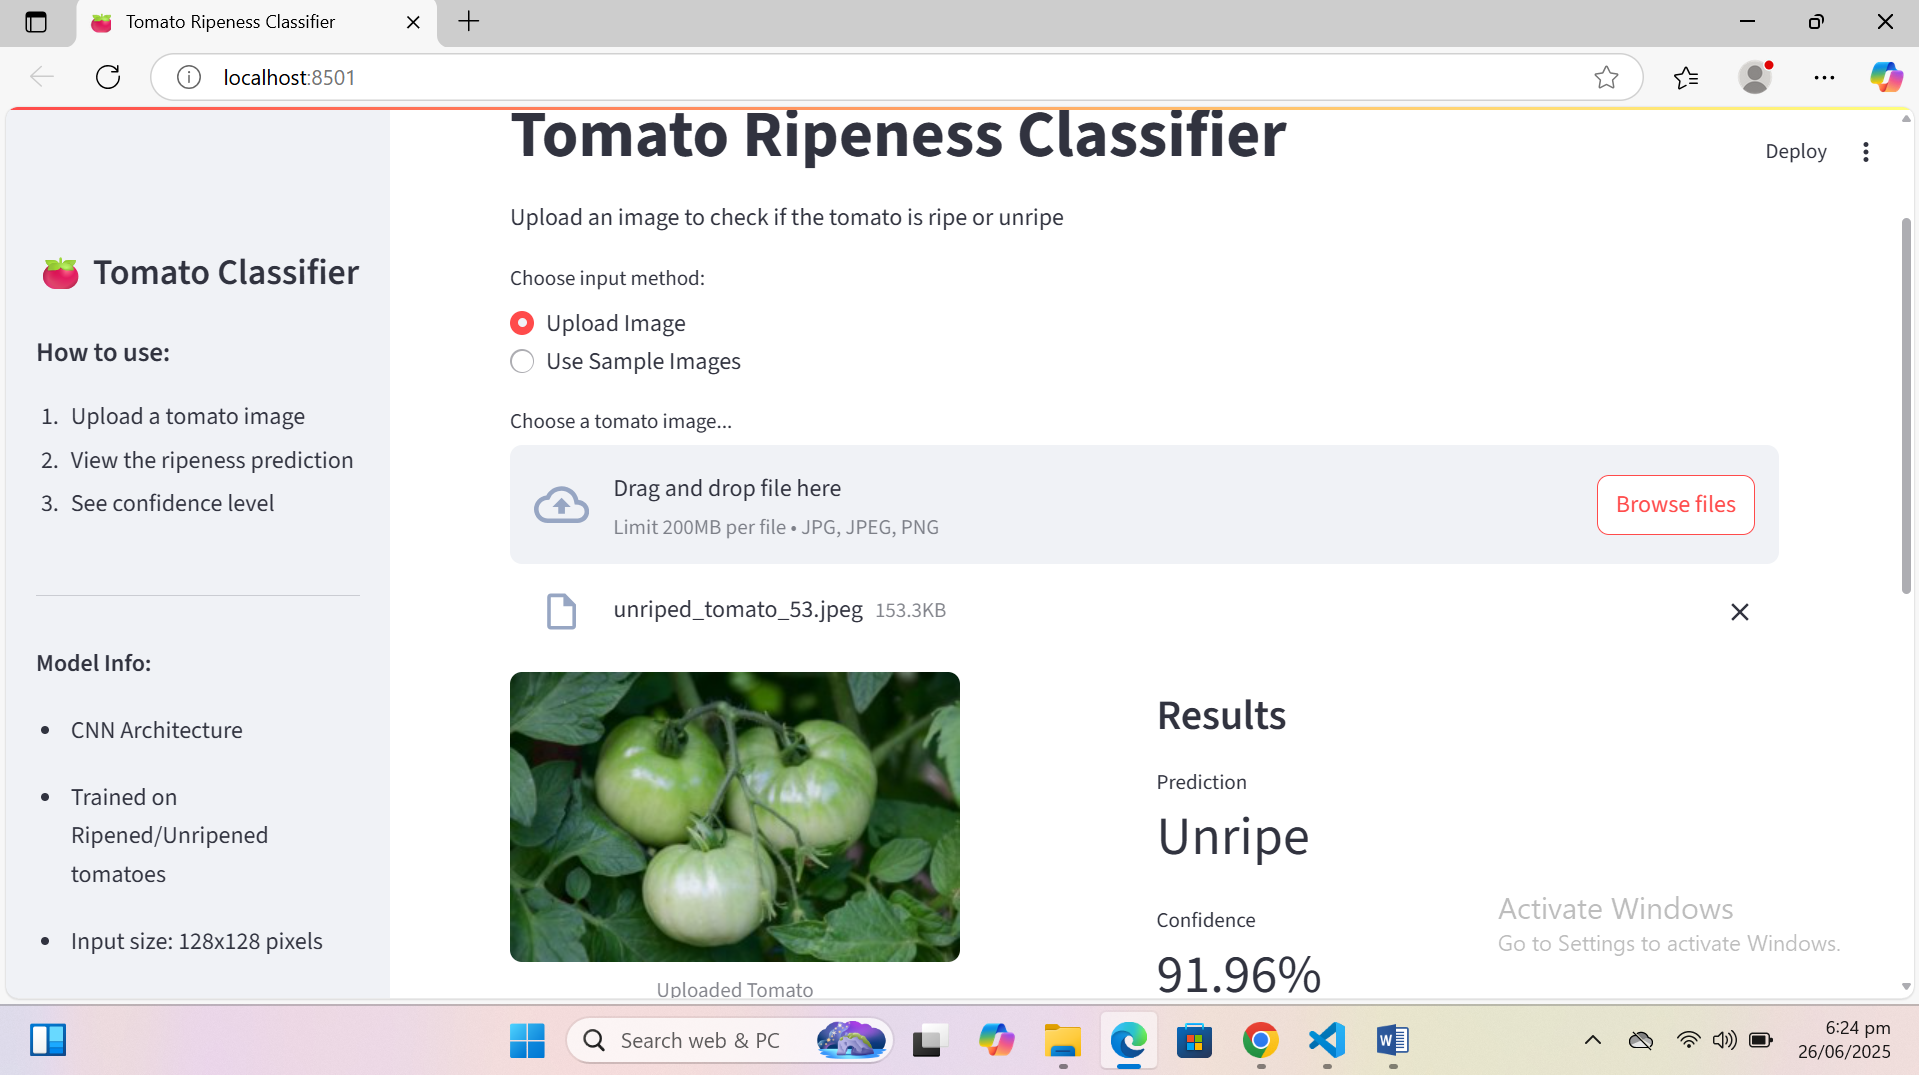 Tomato Ripeness Classifier
localhost:8501
Tomato Ripeness Classifier
Deploy
Upload an image to check if the tomato is ripe or unripe
Choose input method:
Upload Image
Use Sample Images
Choose a tomato image...
Drag and drop file here
Limit 200MB per file • JPG, JPEG, PNG
Browse files
unriped_tomato_53.jpeg 153.3KB
Tomato Classifier
How to use:
1. Upload a tomato image
2. View the ripeness prediction
3. See confidence level
Model Info:
• CNN Architecture
• Trained on
Ripened/Unripened
tomatoes
• Input size: 128x128 pixels
Uploaded Tomato
Results
Prediction
Unripe
Confidence
91.96%
Activate Windows
Go to Settings to activate Windows.
Search web & PC
6:24 pm
26/06/2025